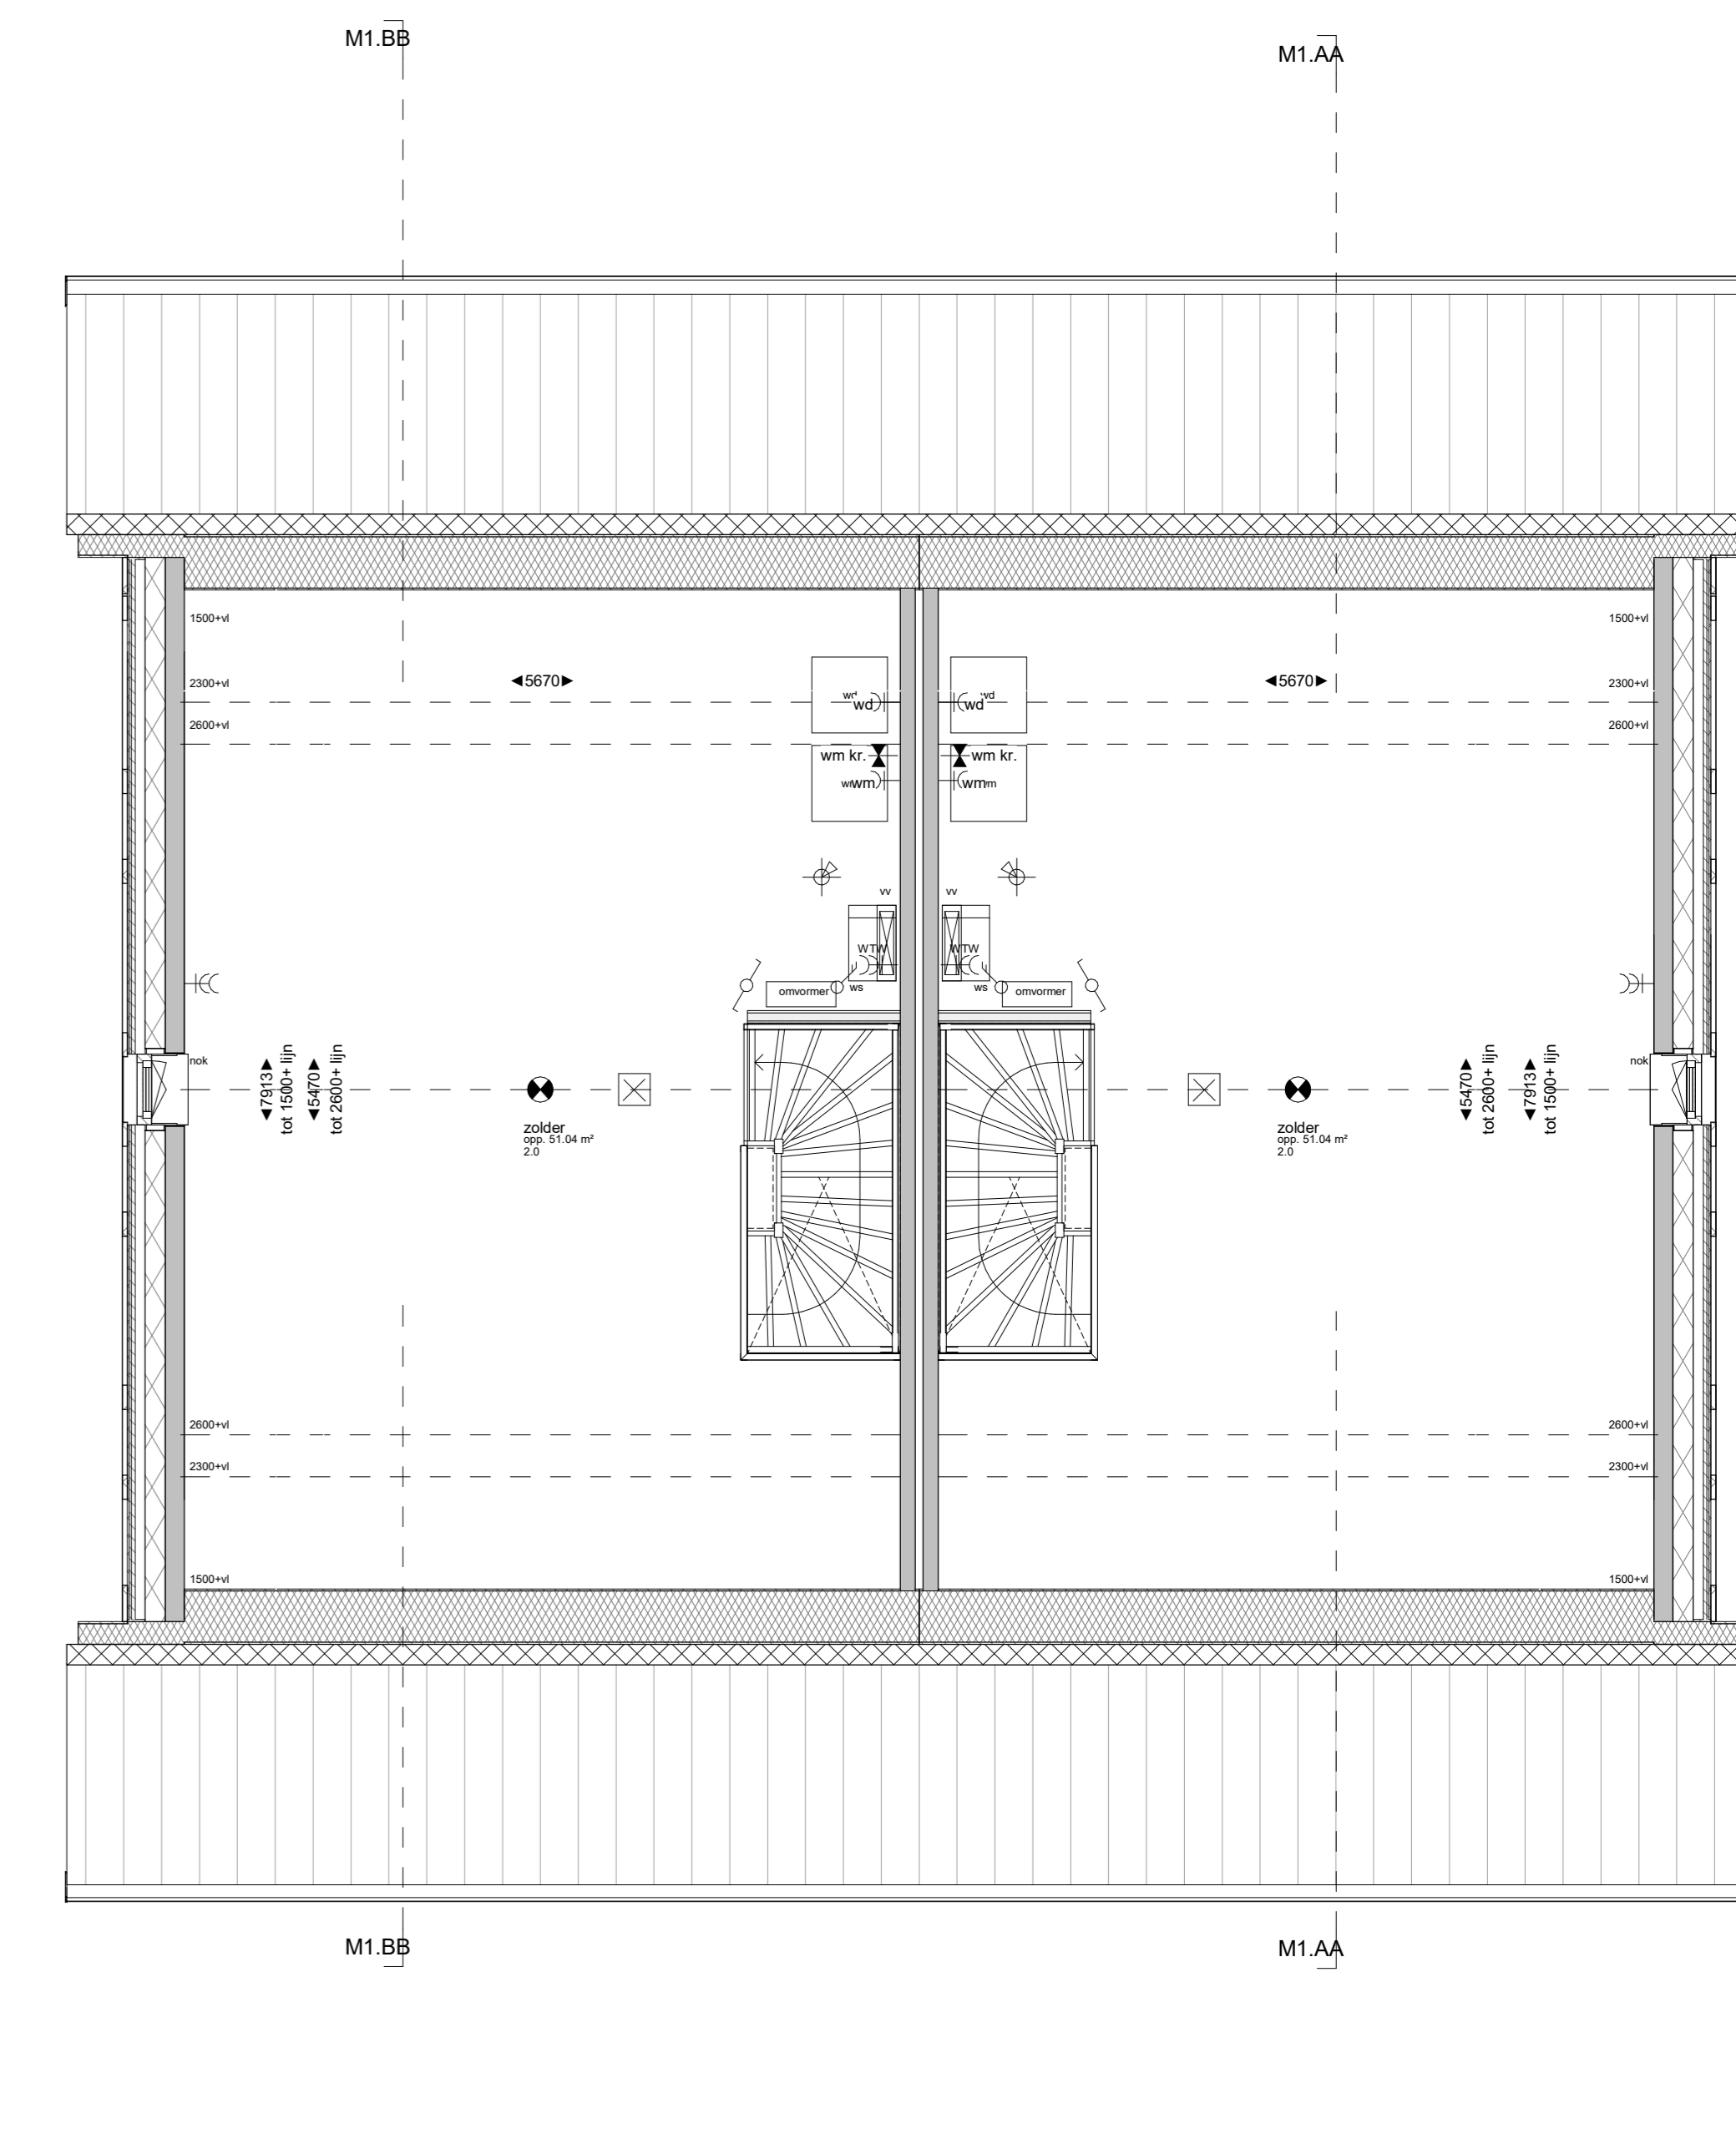 M1.BB
M1.AA
1500+vl
1500+vl
2300+vl
◄5670►
◄5670►
2300+vl
wd
wd
wd
2600+vl
2600+vl
wm kr.
wm kr.
wm
wm
vv
vv
WTW
WTW
omvormer
ws
ws
omvormer
nok
nok
◄7913►
tot 1500+ lijn
◄5470►
tot 2600+ lijn
◄5470►
tot 2600+ lijn
◄7913►
tot 1500+ lijn
zolder
opp. 51.04 m²
2.0
zolder
opp. 51.04 m²
2.0
2600+vl
2600+vl
2300+vl
2300+vl
1500+vl
1500+vl
M1.BB
M1.AA